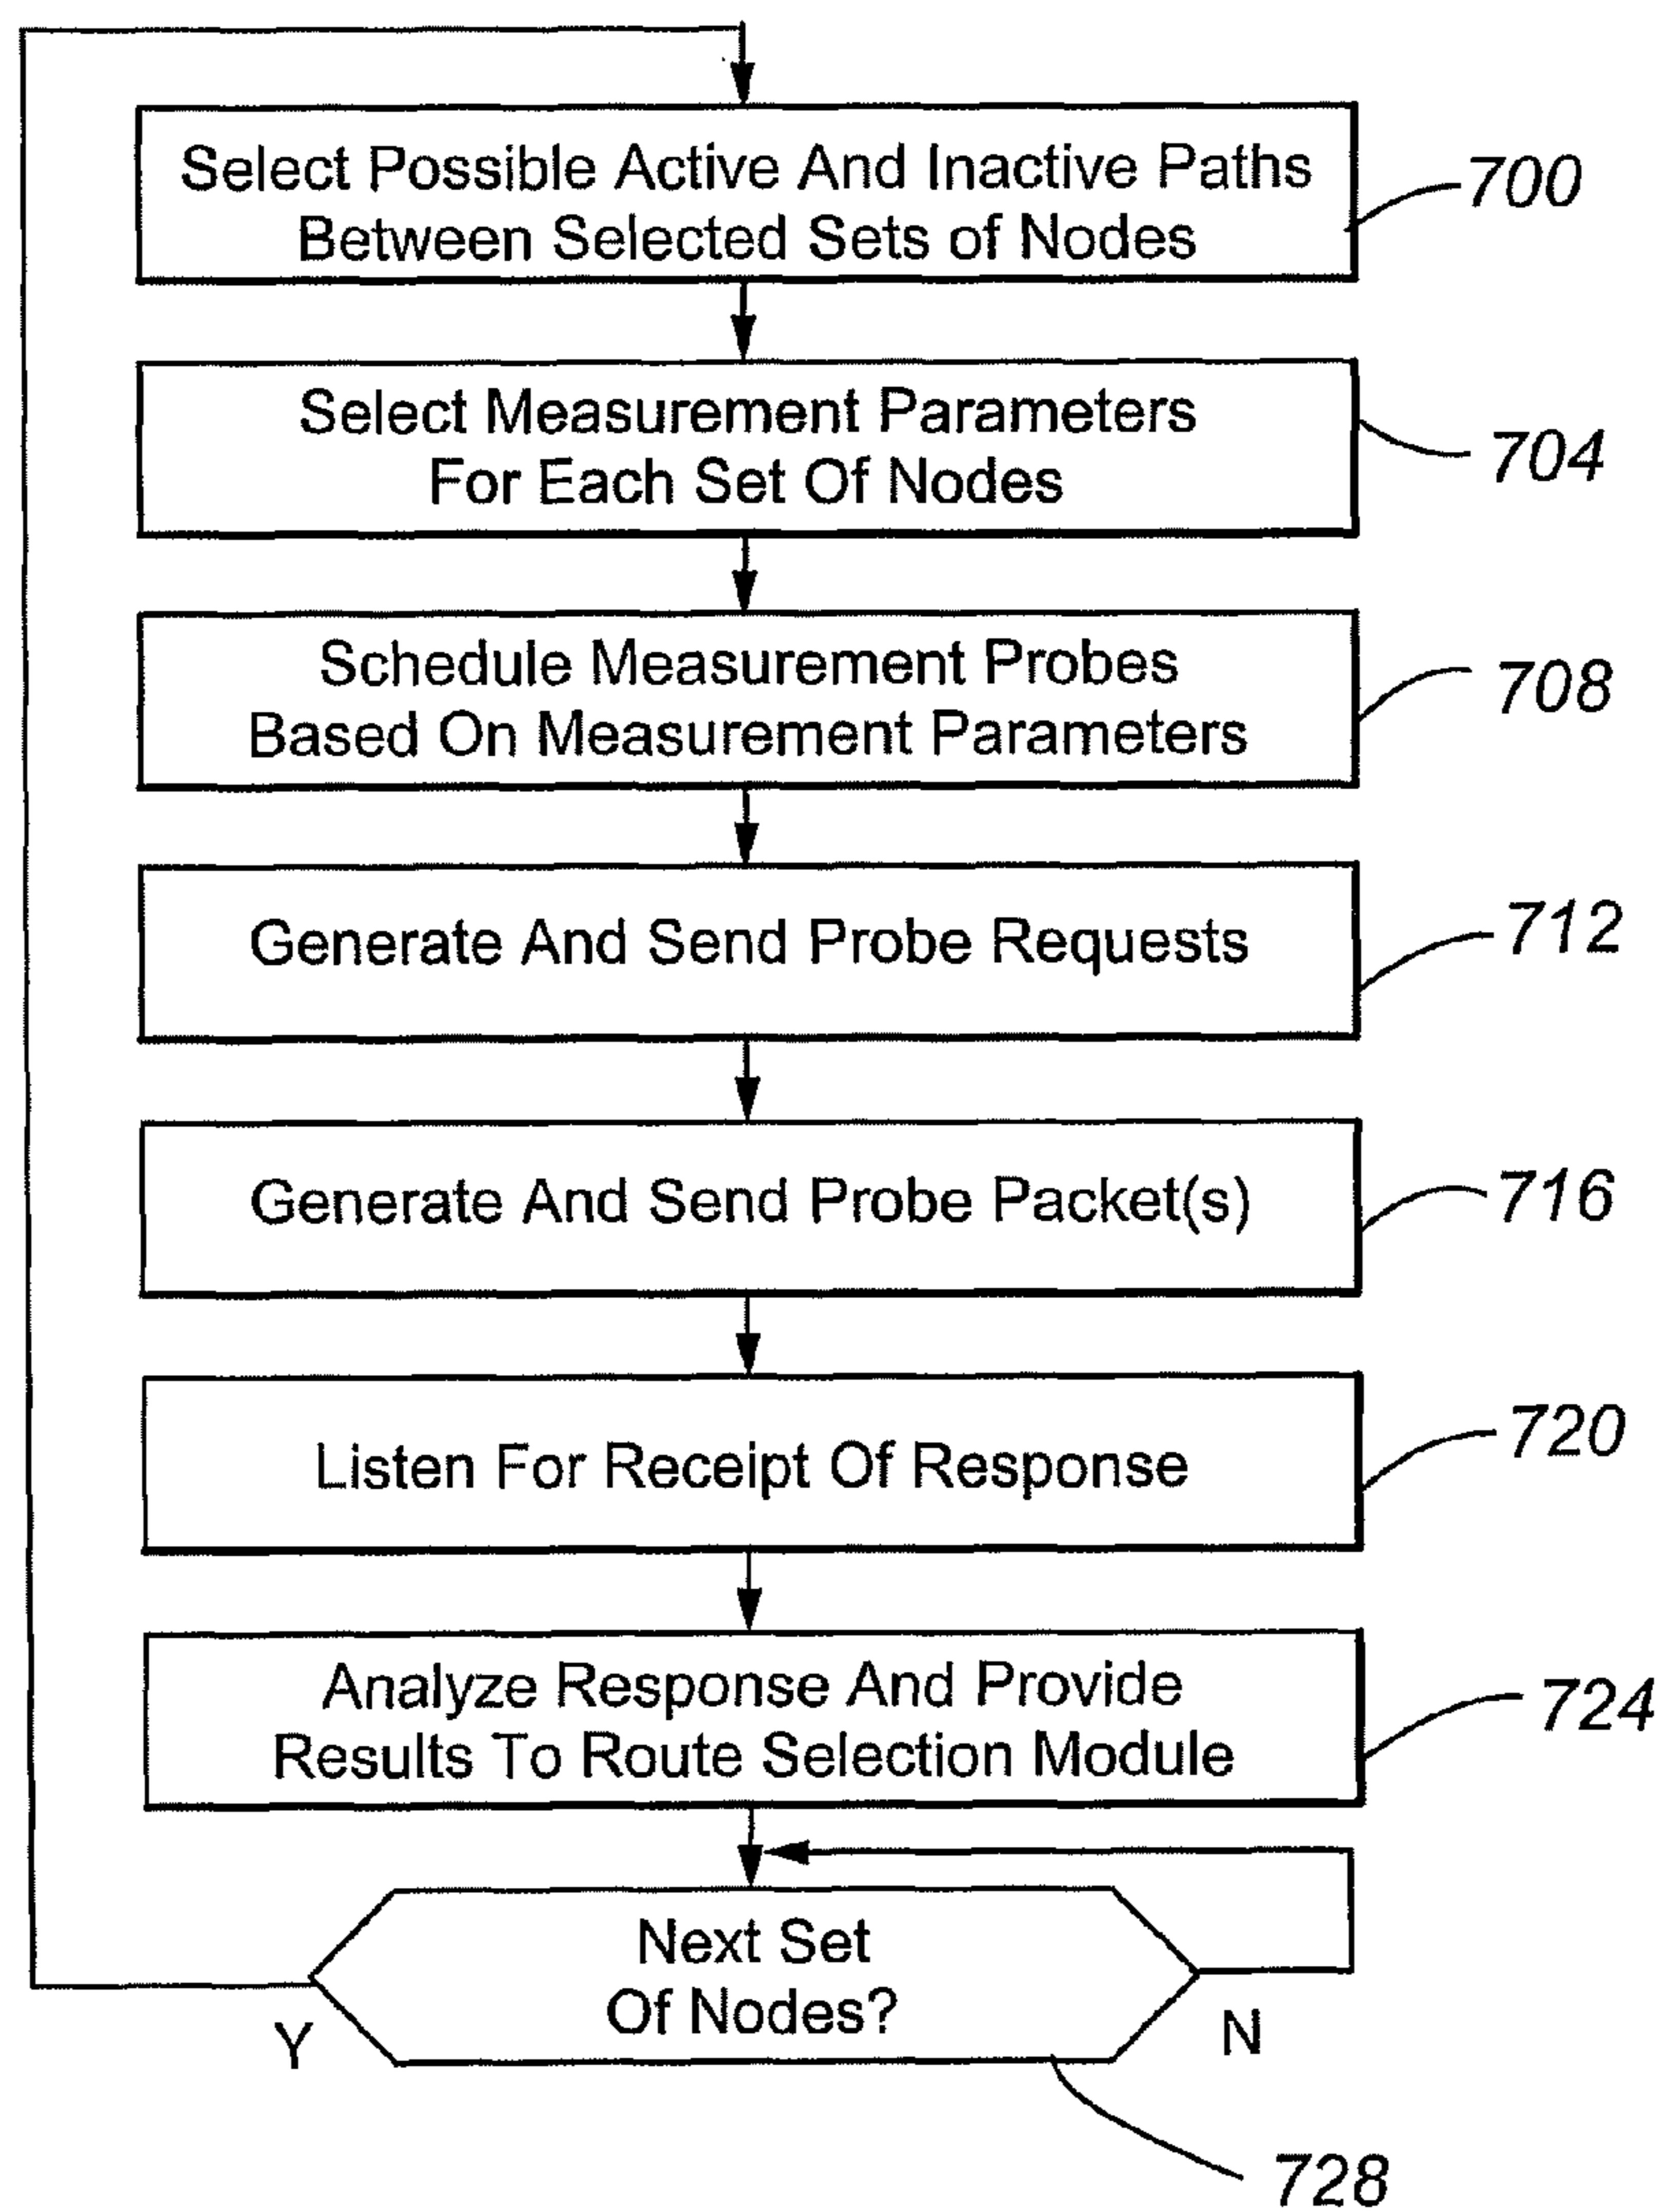 Select Possible Active And Inactive Paths
Between Selected Sets of Nodes
700
Select Measurement Parameters
For Each Set Of Nodes
704
Schedule Measurement Probes
Based On Measurement Parameters
708
Generate And Send Probe Requests
712
Generate And Send Probe Packet(s)
716
Listen For Receipt Of Response
720
Analyze Response And Provide
Results To Route Selection Module
724
Next Set
Of Nodes?
Y
N
728